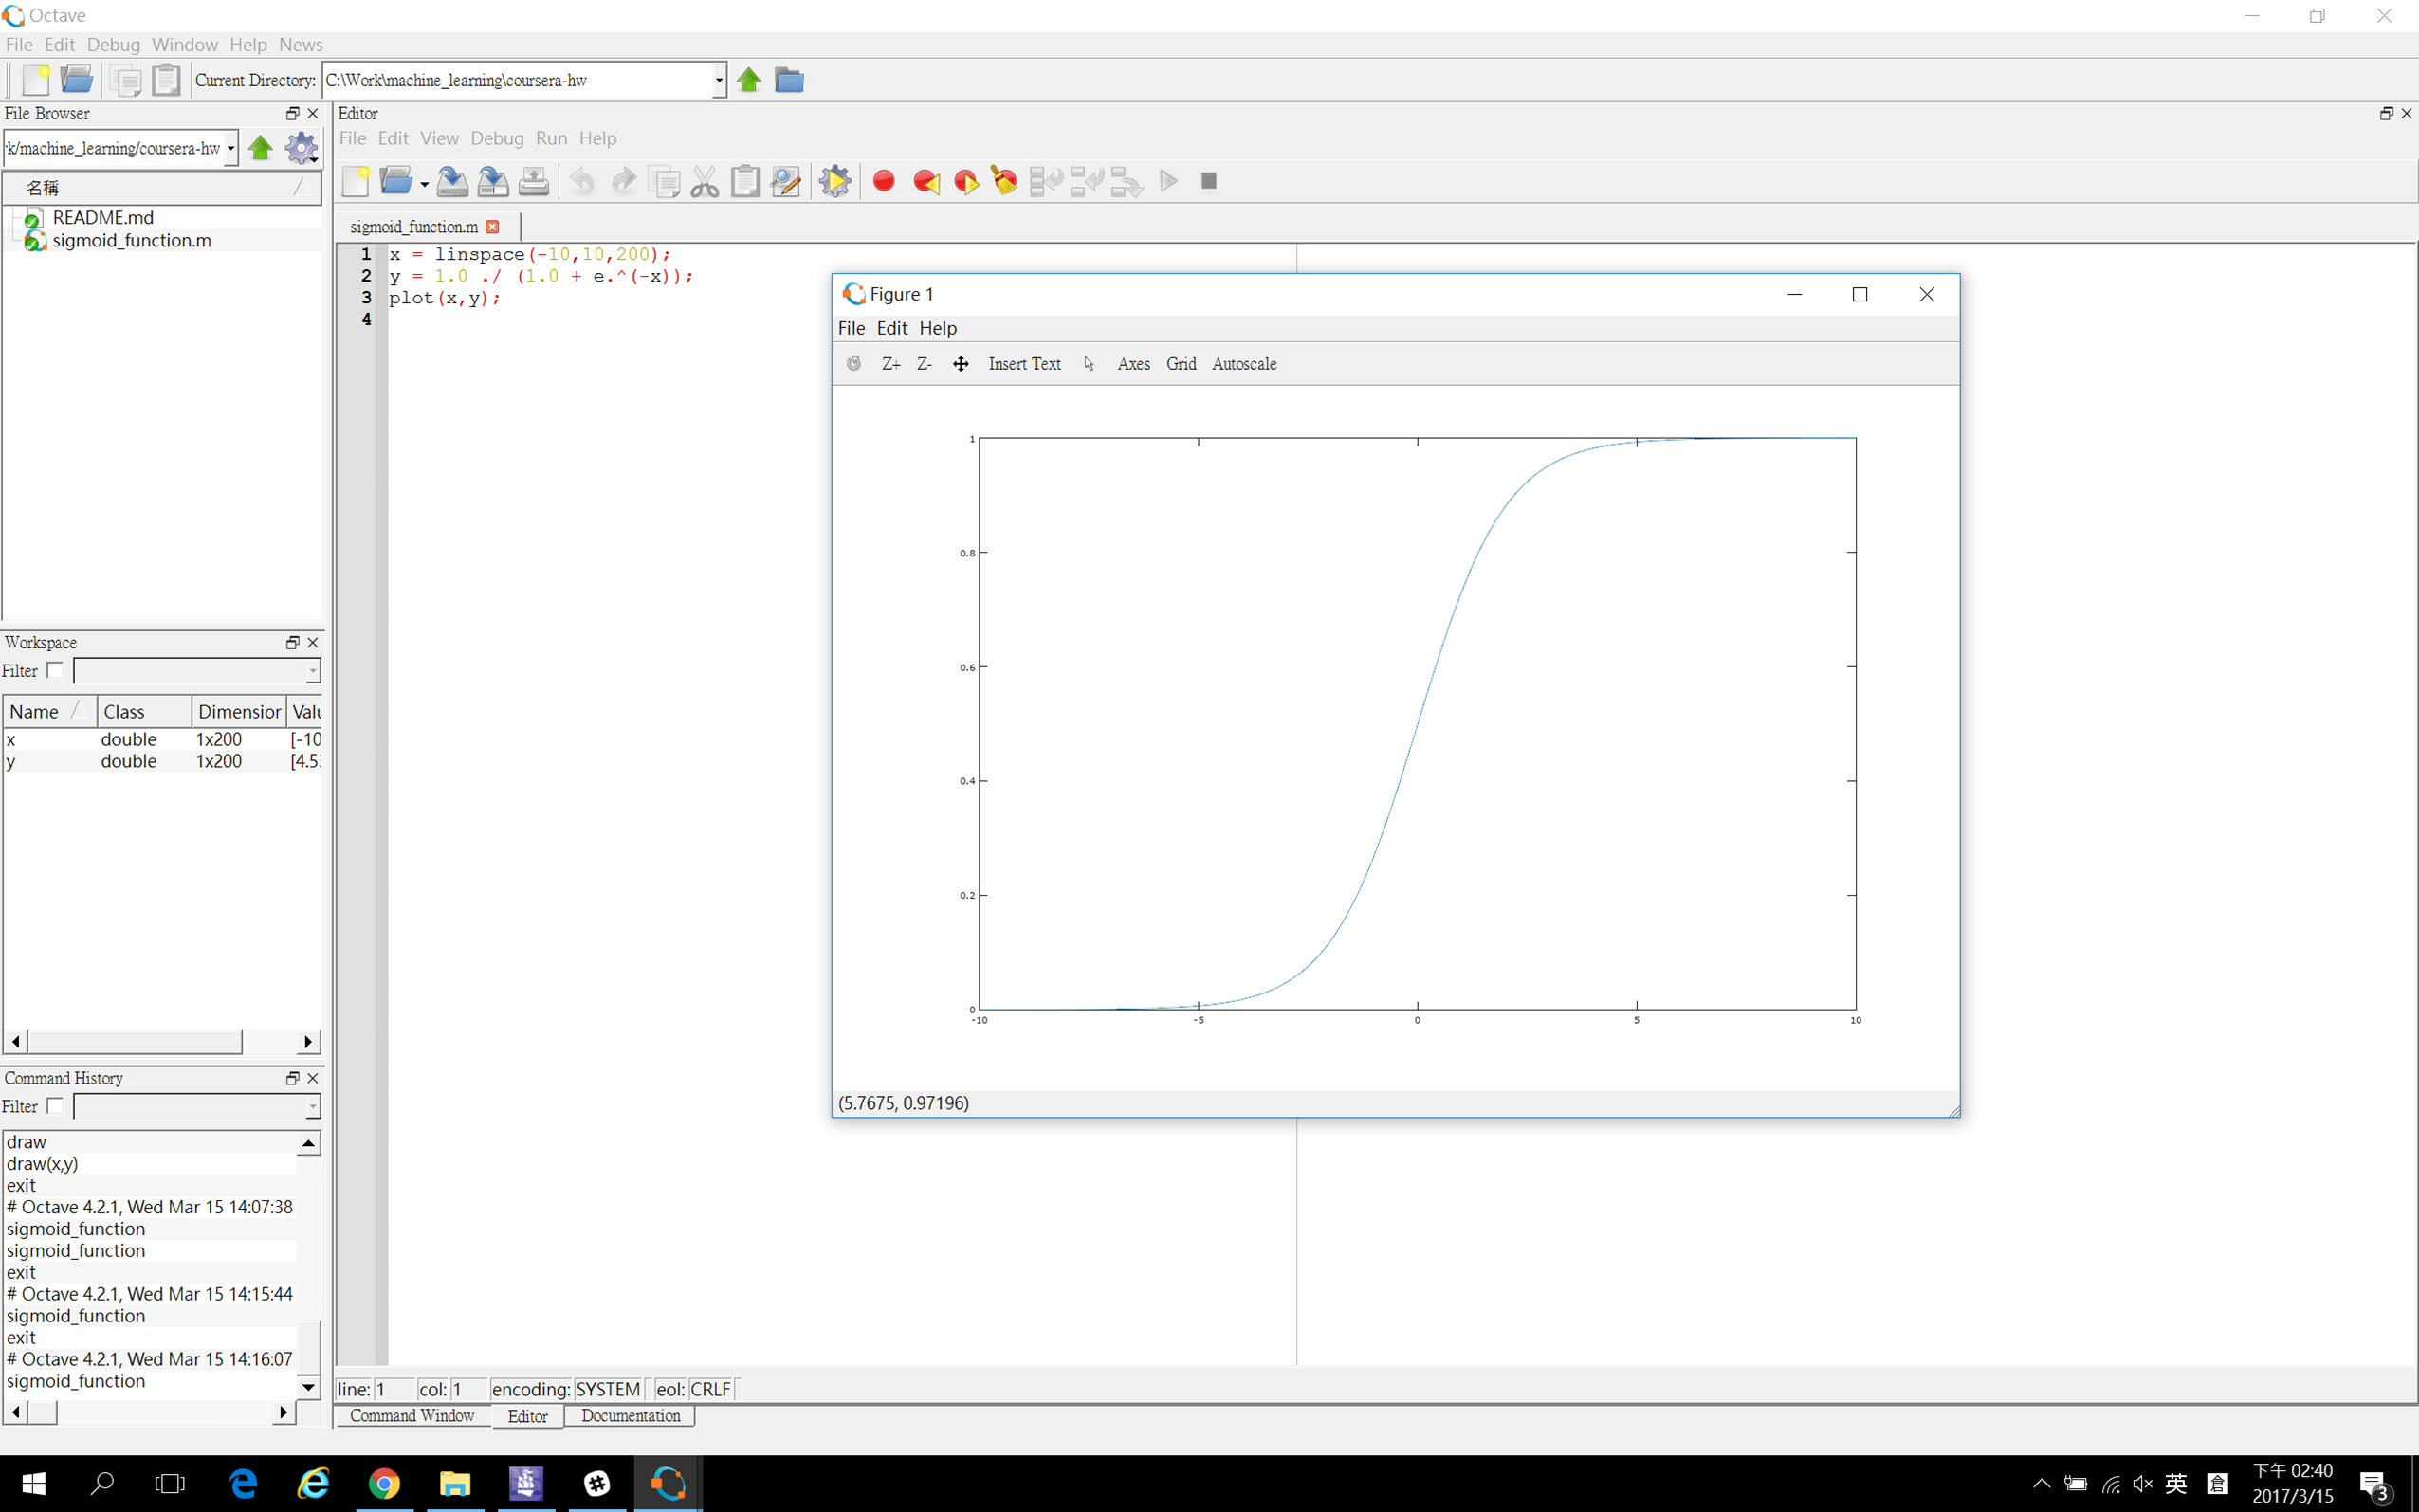 Octave
File Edit Debug Window Help News
Current Directory: C:\Work\machine_learning\coursera-hw
File Browser
k/machine_learning/coursera-hw
名稱
README.md
sigmoid_function.m
Workspace
Filter
Name Class Dimension Valu
x double 1x200 [-10
y double 1x200 [4.5
Command History
Filter
draw
draw(x,y)
exit
# Octave 4.2.1, Wed Mar 15 14:07:38
sigmoid_function
sigmoid_function
exit
# Octave 4.2.1, Wed Mar 15 14:15:44
sigmoid_function
exit
# Octave 4.2.1, Wed Mar 15 14:16:07
sigmoid_function
Editor
File Edit View Debug Run Help
sigmoid_function.m
1 x = linspace(-10,10,200);
2 y = 1.0 ./ (1.0 + e.^(-x));
3 plot(x,y);
4
Figure 1
File Edit Help
Z+ Z- Insert Text Axes Grid Autoscale
1
0.8
0.6
0.4
0.2
0
-10 -5 0 5 10
(5.7675, 0.97196)
line: 1 col: 1 encoding: SYSTEM eol: CRLF
Command Window Editor Documentation
英 倉 下午 02:40
2017/3/15
3